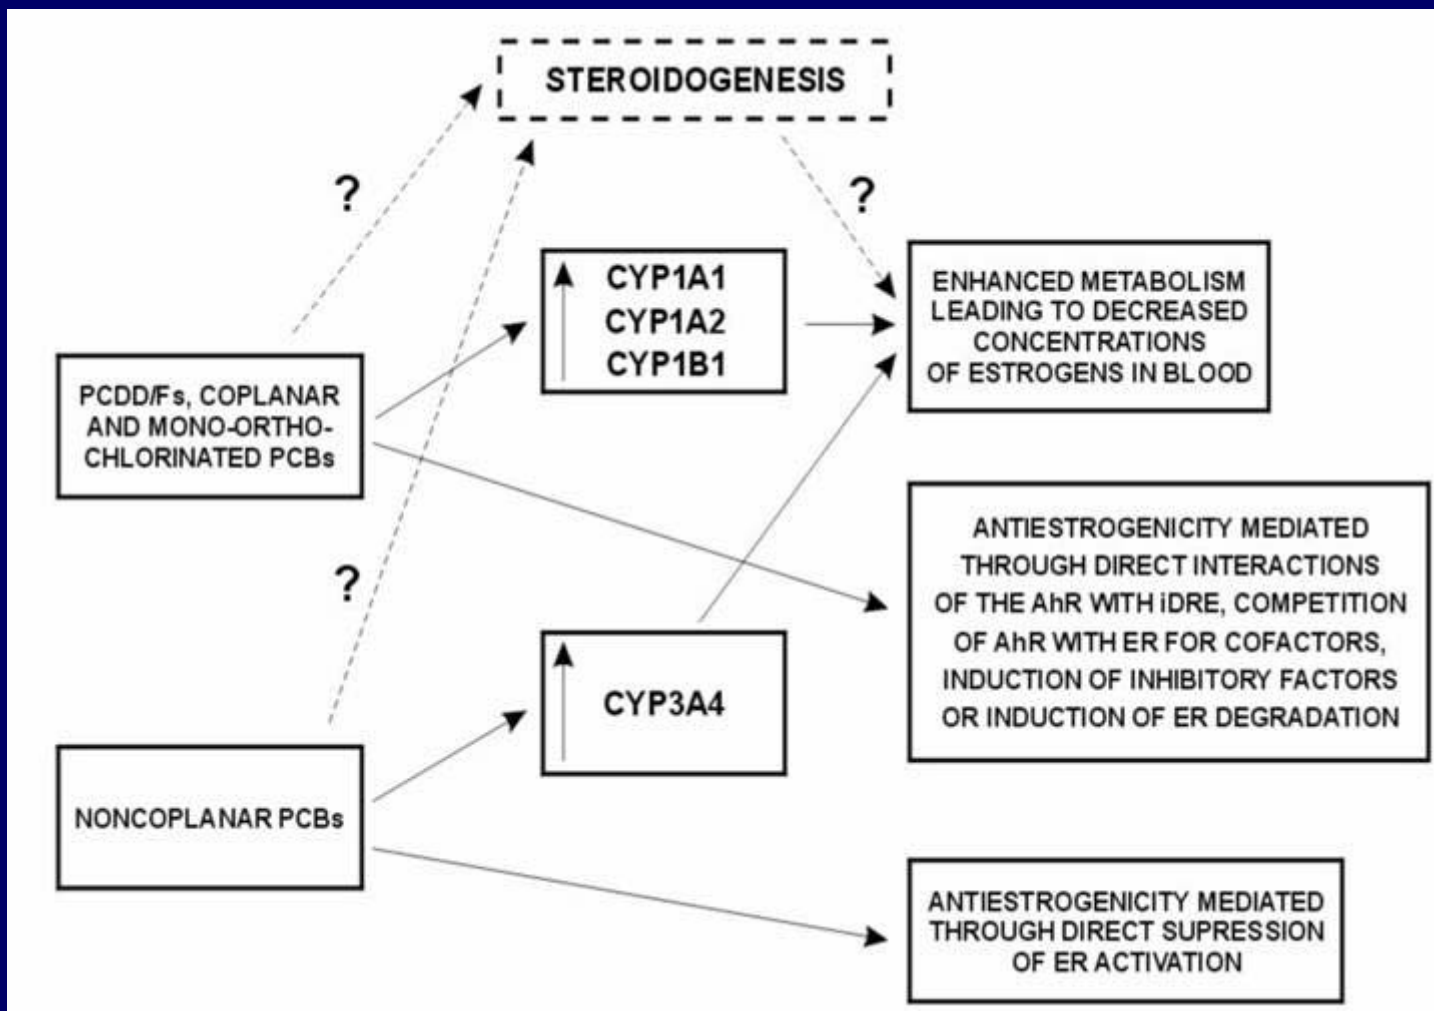 STEROIDOGENESIS
?
?
CYP1A1
CYP1A2
CYP1B1
ENHANCED METABOLISM
LEADING TO DECREASED
CONCENTRATIONS
OF ESTROGENS IN BLOOD
PCDD/Fs, COPLANAR
AND MONO-ORTHO-
CHLORINATED PCBs
ANTIESTROGENICITY MEDIATED
THROUGH DIRECT INTERACTIONS
OF THE AhR WITH iDRE, COMPETITION
OF AhR WITH ER FOR COFACTORS,
INDUCTION OF INHIBITORY FACTORS
OR INDUCTION OF ER DEGRADATION
?
CYP3A4
NONCOPLANAR PCBs
ANTIESTROGENICITY MEDIATED
THROUGH DIRECT SUPRESSION
OF ER ACTIVATION